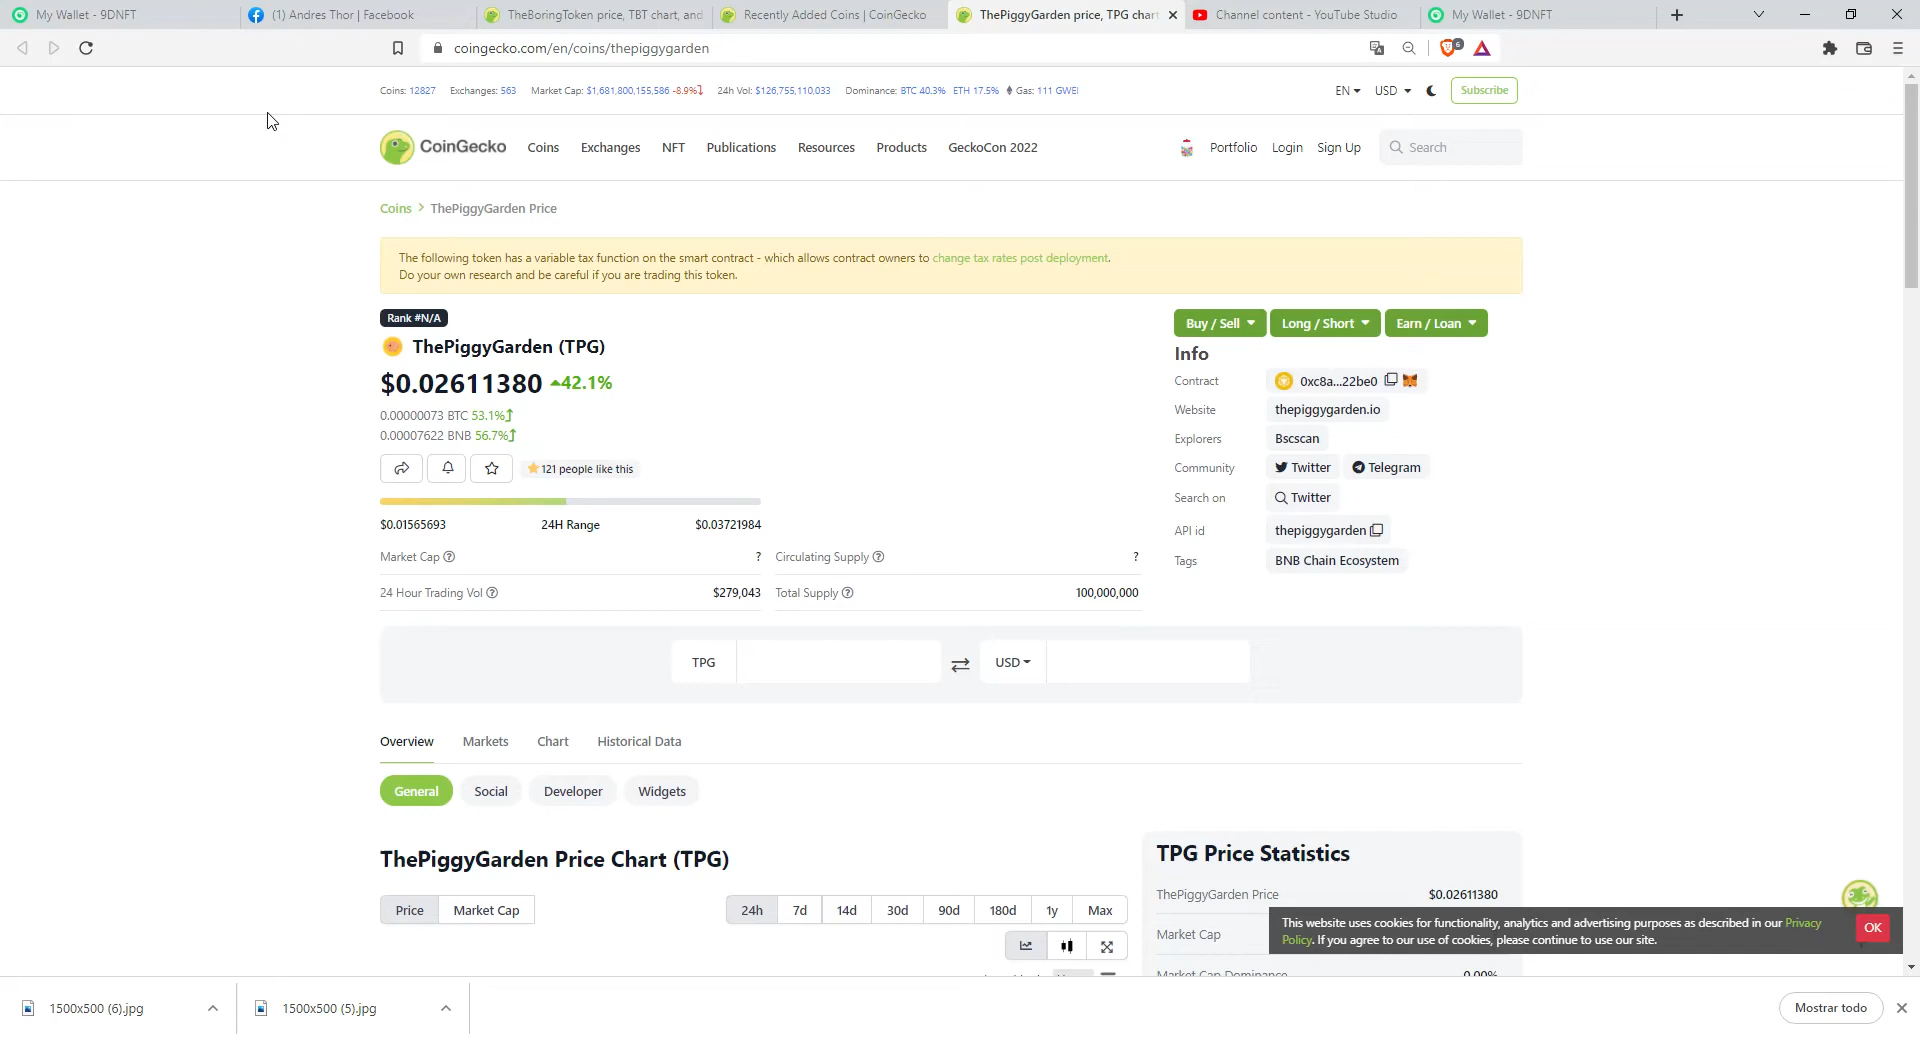 My Wallet - 9DNFT
(1) Andres Thor | Facebook
TheBoringToken price, TBT chart, and
Recently Added Coins | CoinGecko
ThePiggyGarden price, TPG chart
Channel content - YouTube Studio
My Wallet - 9DNFT
coingecko.com/en/coins/thepiggygarden
6
Coins: 12827 Exchanges: 563 Market Cap: $1,681,800,155,586 -8.9% 24h Vol: $126,755,110,033 Dominance: BTC 40.3% ETH 17.5% Gas: 111 GWEI
EN USD Subscribe
CoinGecko Coins Exchanges NFT Publications Resources Products GeckoCon 2022
Portfolio Login Sign Up Search
Coins > ThePiggyGarden Price
The following token has a variable tax function on the smart contract - which allows contract owners to change tax rates post deployment.
Do your own research and be careful if you are trading this token.
Rank #N/A
ThePiggyGarden (TPG)
$0.02611380 42.1%
0.00000073 BTC 53.1%
0.00007622 BNB 56.7%
121 people like this
$0.01565693 24H Range $0.03721984
Market Cap ? ?
Circulating Supply ? ?
24 Hour Trading Vol ? $279,043
Total Supply ? 100,000,000
Buy / Sell Long / Short Earn / Loan
Info
Contract 0xc8a...22be0
Website thepiggygarden.io
Explorers Bscscan
Community Twitter Telegram
Search on Twitter
API id thepiggygarden
Tags BNB Chain Ecosystem
TPG USD
Overview Markets Chart Historical Data
General Social Developer Widgets
ThePiggyGarden Price Chart (TPG)
Price Market Cap
24h 7d 14d 30d 90d 180d 1y Max
TPG Price Statistics
ThePiggyGarden Price $0.02611380
Market Cap
Market Cap Dominance 0.00%
This website uses cookies for functionality, analytics and advertising purposes as described in our Privacy
Policy. If you agree to our use of cookies, please continue to use our site.
OK
1500x500 (6).jpg
1500x500 (5).jpg
Mostrar todo